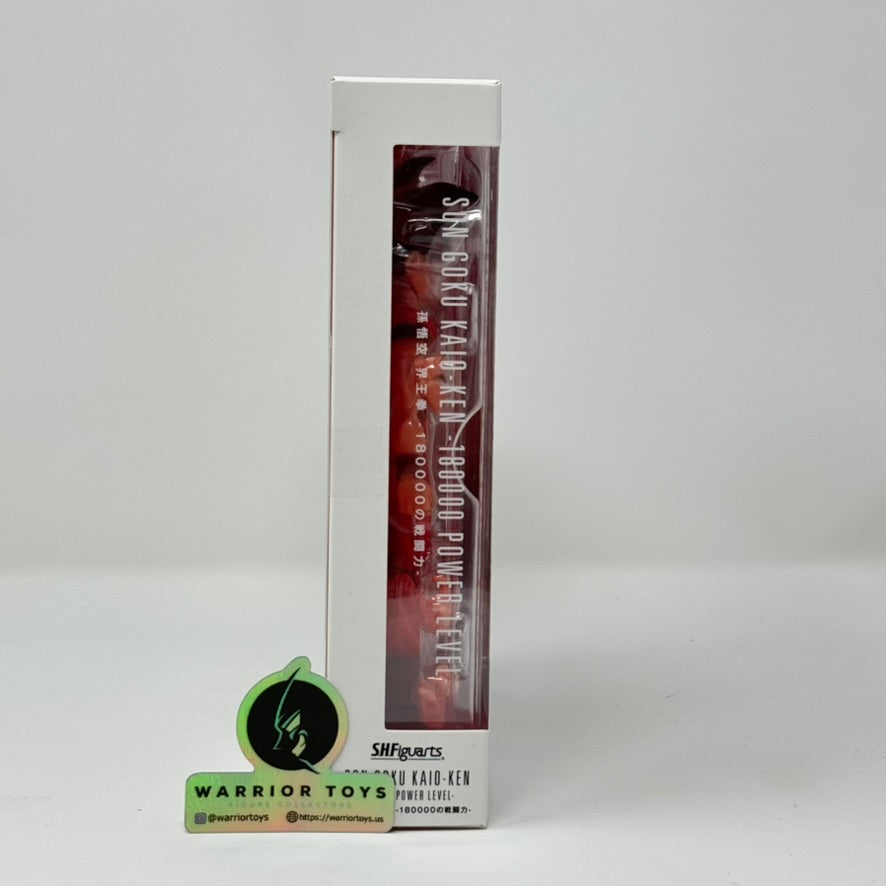 SON GOKU KAIO-KEN -180000 POWER LEVEL-
孫悟空 界王拳 -180000の戦闘力-
S.H.Figuarts
GOKU KAIO-KEN
POWER LEVEL-
-180000の戦闘力-
WARRIOR TOYS
FIGURE COLLECTORS
@warriortoys https://warriortoys.us